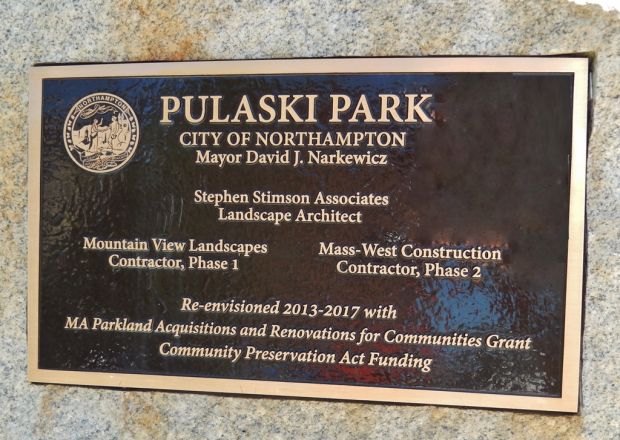 NORTHAMPTON
PULASKI PARK
CITY OF NORTHAMPTON
Mayor David J. Narkewicz
Stephen Stimson Associates
Landscape Architect
Mountain View Landscapes
Contractor, Phase 1
Mass-West Construction
Contractor, Phase 2
Re-envisioned 2013-2017 with
MA Parkland Acquisitions and Renovations for Communities Grant
Community Preservation Act Funding